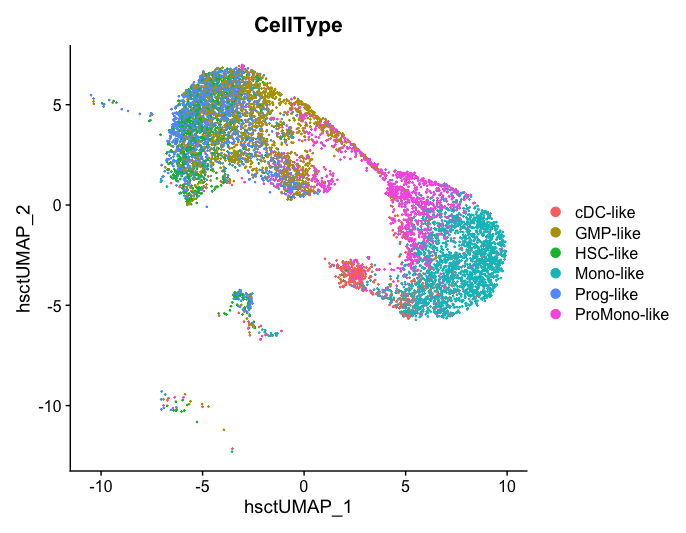 CellType
hsctUMAP_2
5
0
-5
-10
-10
-5
0
5
10
hsctUMAP_1
cDC-like
GMP-like
HSC-like
Mono-like
Prog-like
ProMono-like